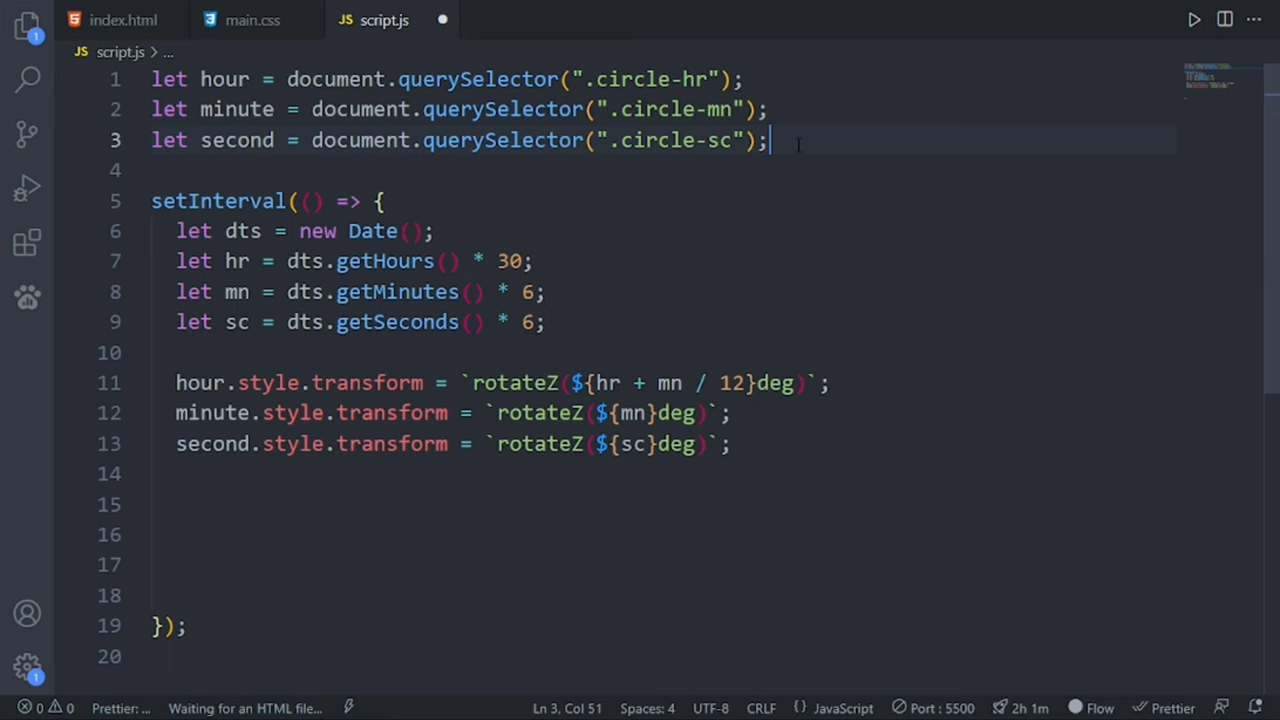 index.html
main.css
JS script.js
JS script.js > ...
1 let hour = document.querySelector(".circle-hr");
2 let minute = document.querySelector(".circle-mn");
3 let second = document.querySelector(".circle-sc");
4
5 setInterval(() => {
6 let dts = new Date();
7 let hr = dts.getHours() * 30;
8 let mn = dts.getMinutes() * 6;
9 let sc = dts.getSeconds() * 6;
10
11 hour.style.transform = `rotateZ(${hr + mn / 12}deg)`;
12 minute.style.transform = `rotateZ(${mn}deg)`;
13 second.style.transform = `rotateZ(${sc}deg)`;
14
15
16
17
18
19 });
20
1
1
0 0 Prettier: ... Waiting for an HTML file... Ln 3, Col 51 Spaces: 4 UTF-8 CRLF {} JavaScript Port : 5500 2h 1m Flow Prettier